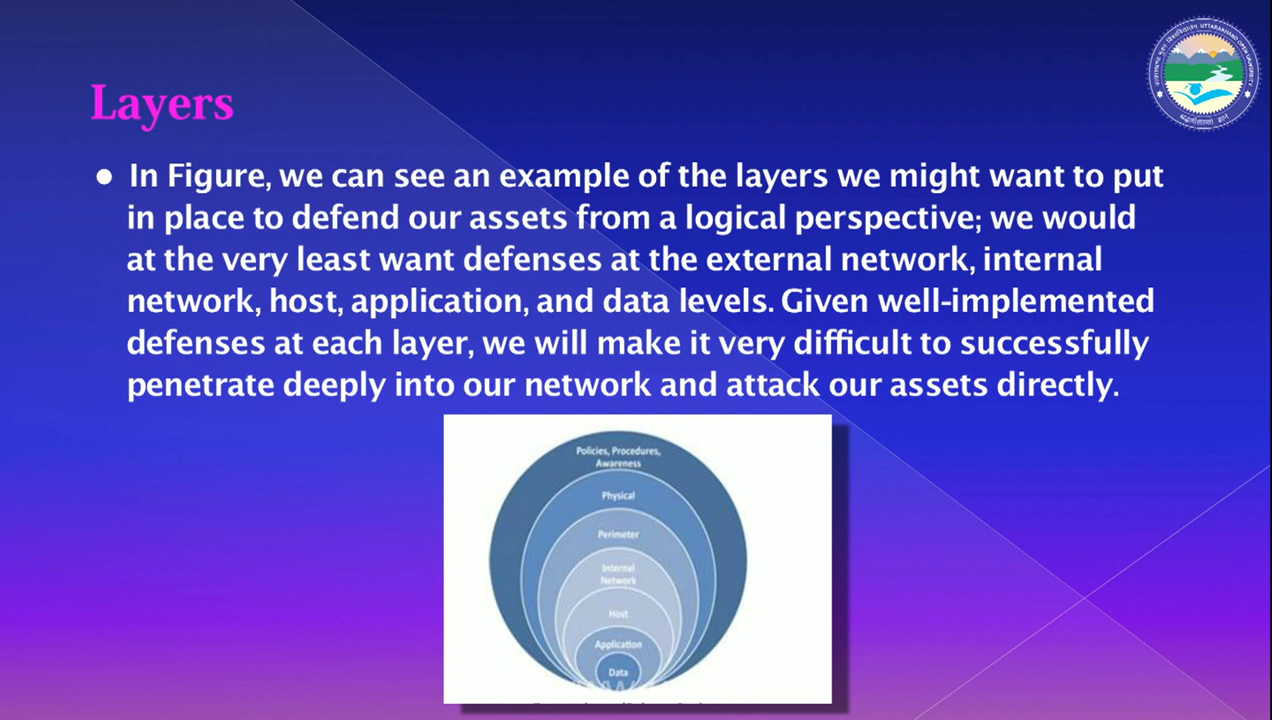 UTTARAKHAND OPEN UNIVERSITY
Layers
• In Figure, we can see an example of the layers we might want to put
in place to defend our assets from a logical perspective; we would
at the very least want defenses at the external network, internal
network, host, application, and data levels. Given well-implemented
defenses at each layer, we will make it very difficult to successfully
penetrate deeply into our network and attack our assets directly.
Policies, Procedures,
Awareness
Physical
Perimeter
Internal
Network
Host
Application
Data